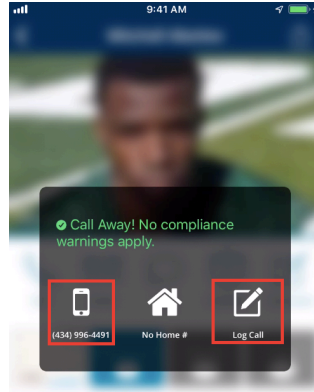 9:41 AM
Call Away! No compliance
warnings apply.
(434) 996-4491
No Home #
Log Call